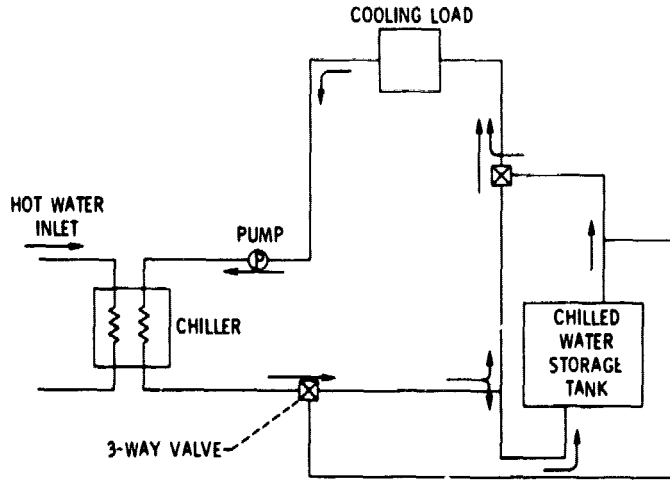 COOLING LOAD
HOT WATER
INLET
PUMP
P
CHILLER
CHILLED
WATER
STORAGE
TANK
3-WAY VALVE